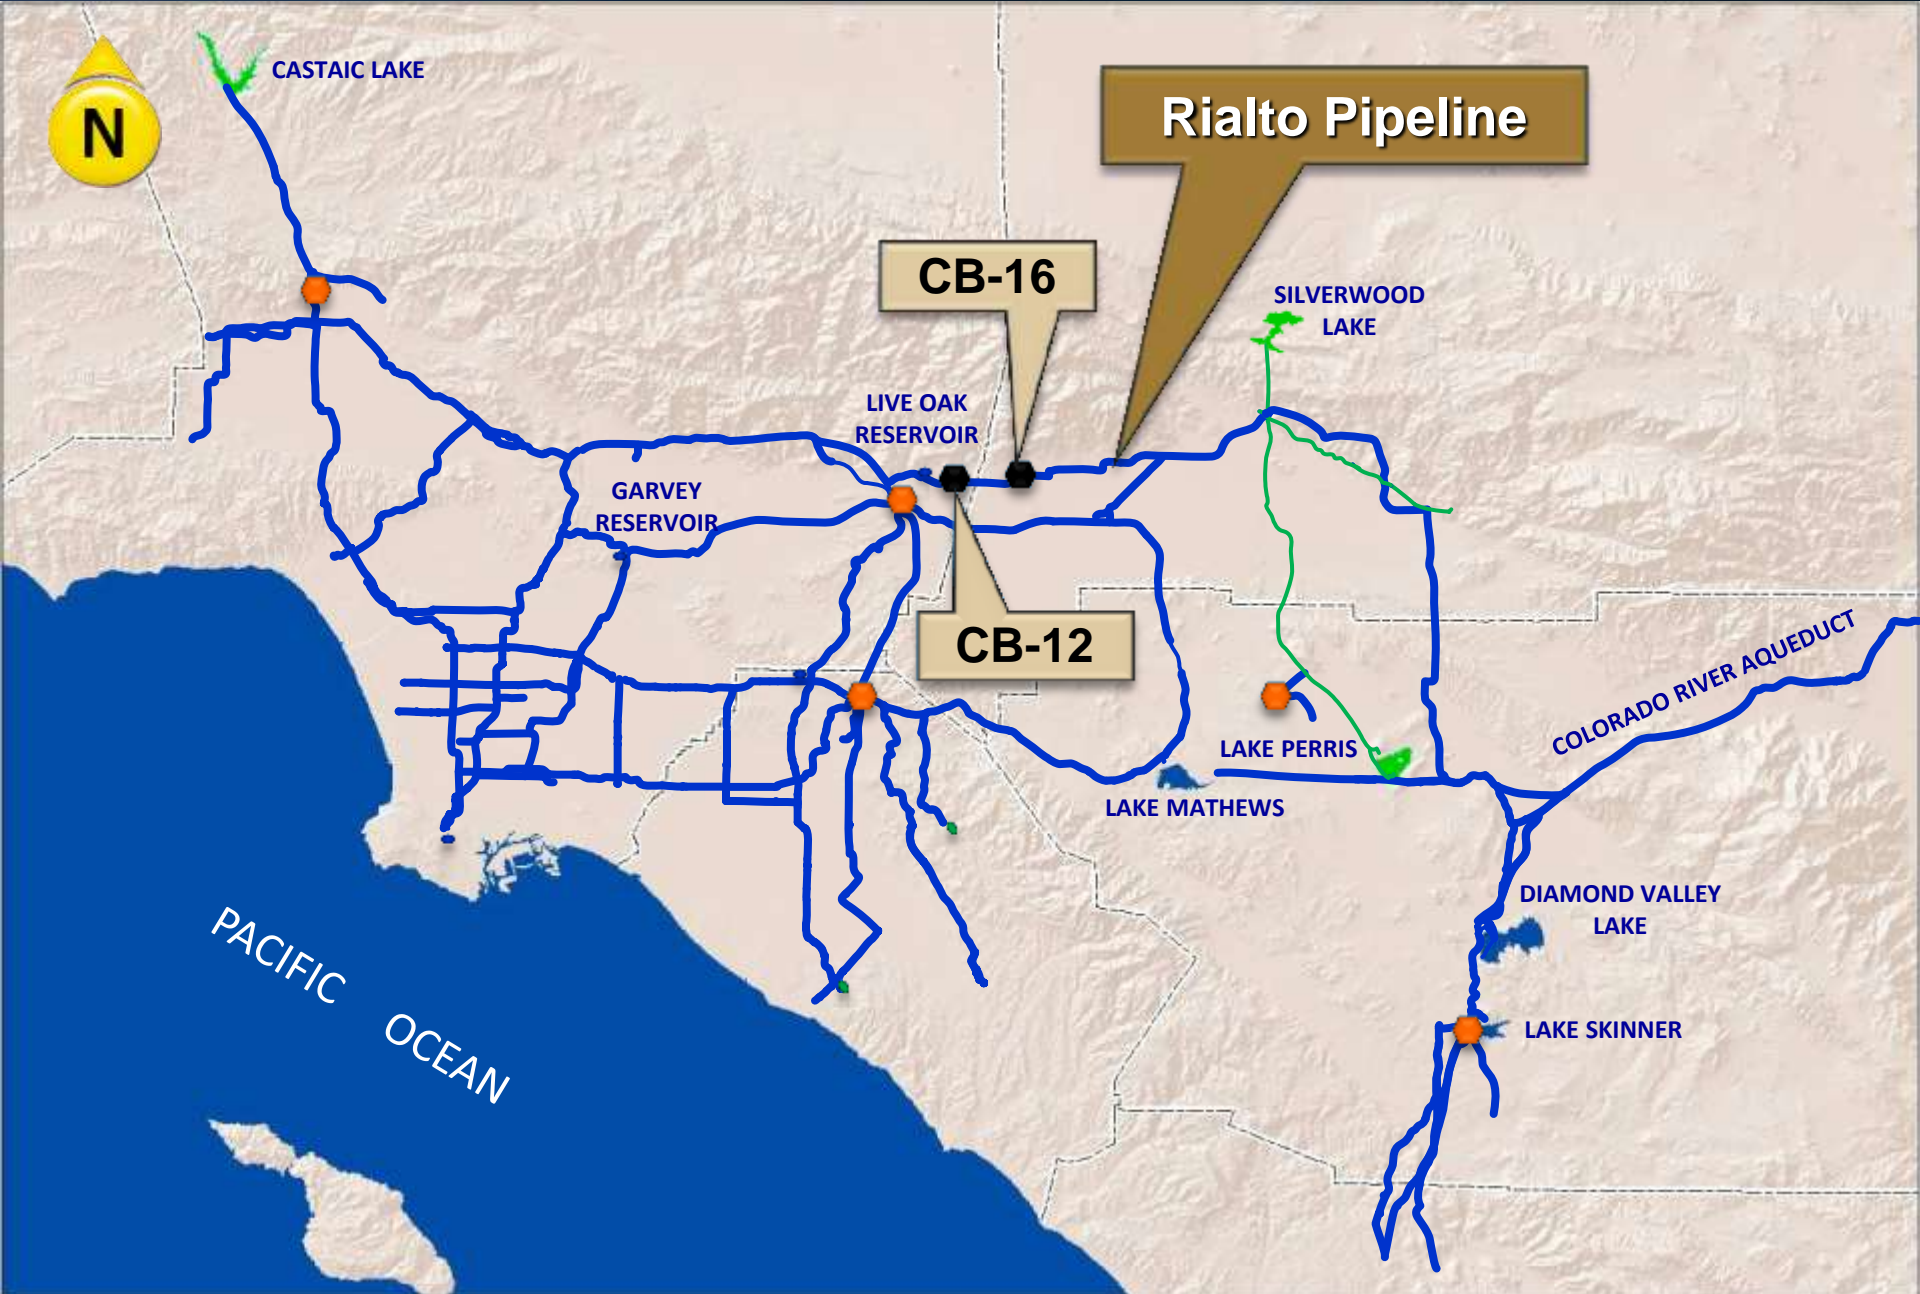 CASTAIC LAKE
N
Rialto Pipeline
CB-16
SILVERWOOD
LAKE
LIVE OAK
RESERVOIR
GARVEY
RESERVOIR
CB-12
COLORADO RIVER AQUEDUCT
LAKE PERRIS
LAKE MATHEWS
DIAMOND VALLEY
LAKE
PACIFIC
OCEAN
LAKE SKINNER